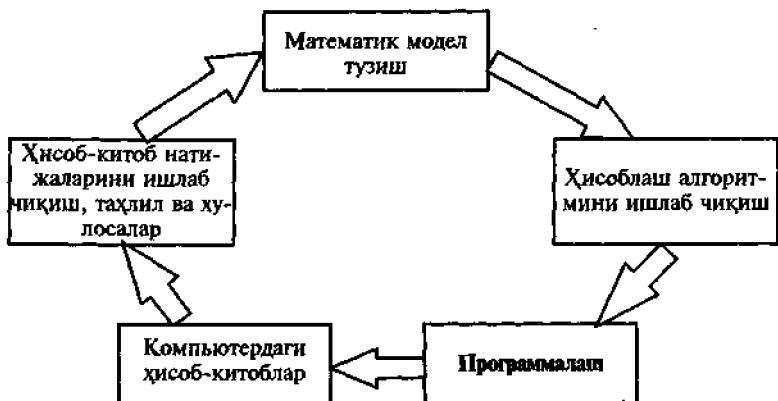 Математик модел
тузиш
Ҳисоб-китоб нати-
жаларини ишлаб
чиқиш, таҳлил ва ху-
лосалар
Ҳисоблаш алгорит-
мини ишлаб чиқиш
Компьютердаги
ҳисоб-китоблар
Программалаш